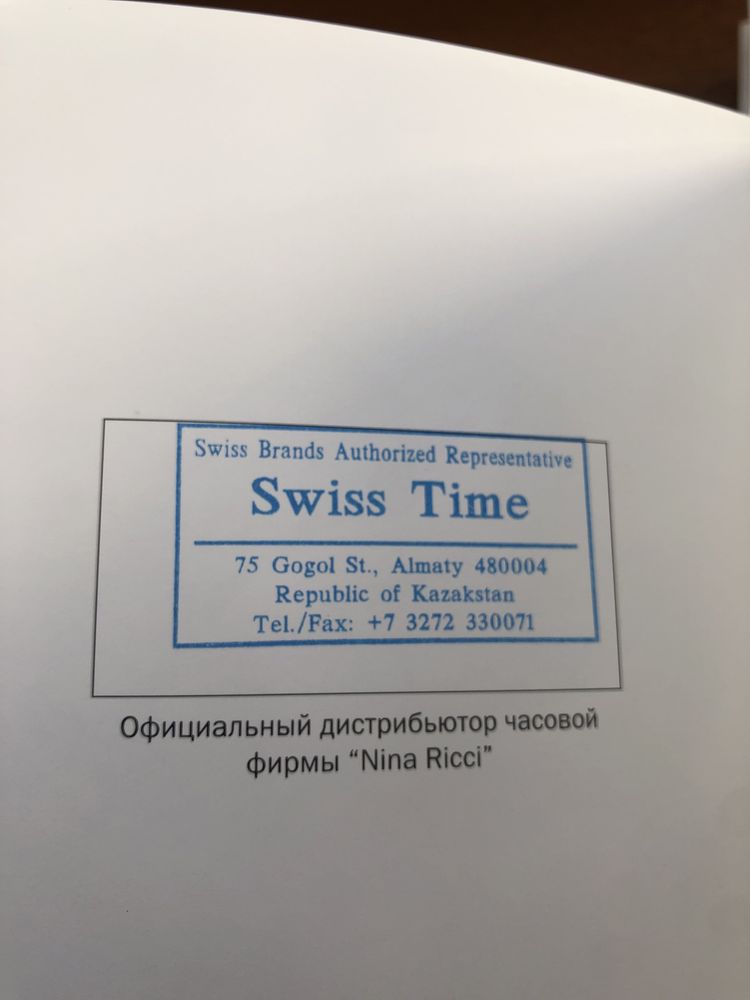 Swiss Brands Authorized Representative
Swiss Time
75 Gogol St., Almaty 480004
Republic of Kazakstan
Tel./Fax: +7 3272 330071
Официальный дистрибьютор часовой
фирмы “Nina Ricci”